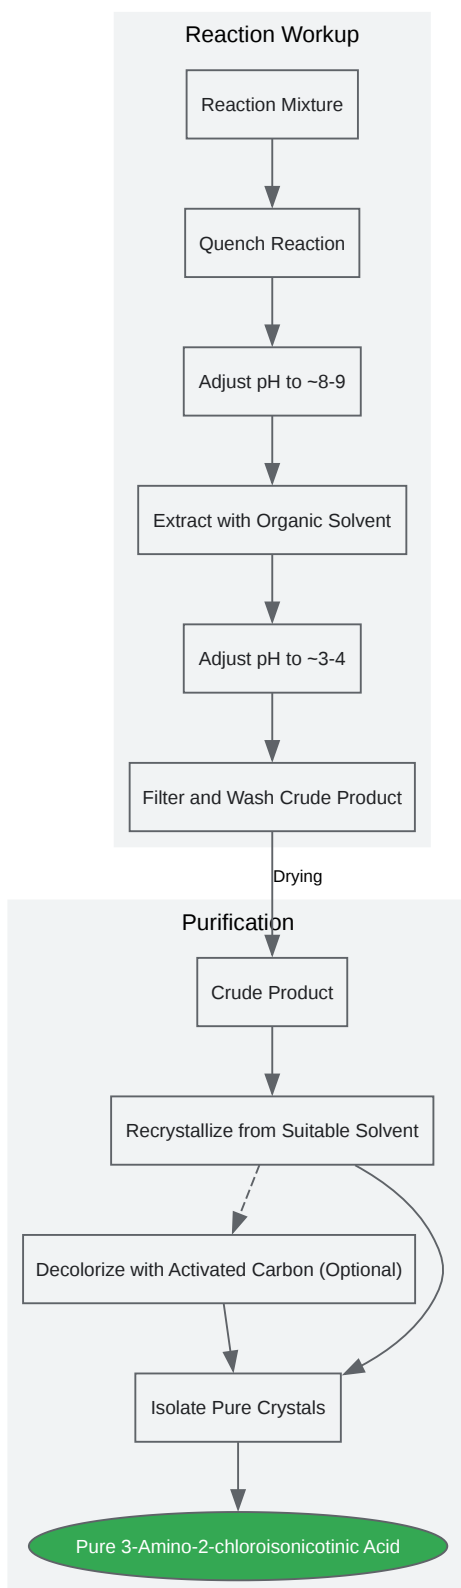 Reaction Workup
Reaction Mixture
Quench Reaction
Adjust pH to ~8-9
Extract with Organic Solvent
Adjust pH to ~3-4
Filter and Wash Crude Product
Drying
Purification
Crude Product
Recrystallize from Suitable Solvent
Decolorize with Activated Carbon (Optional)
Isolate Pure Crystals
Pure 3-Amino-2-chloroisonicotinic Acid